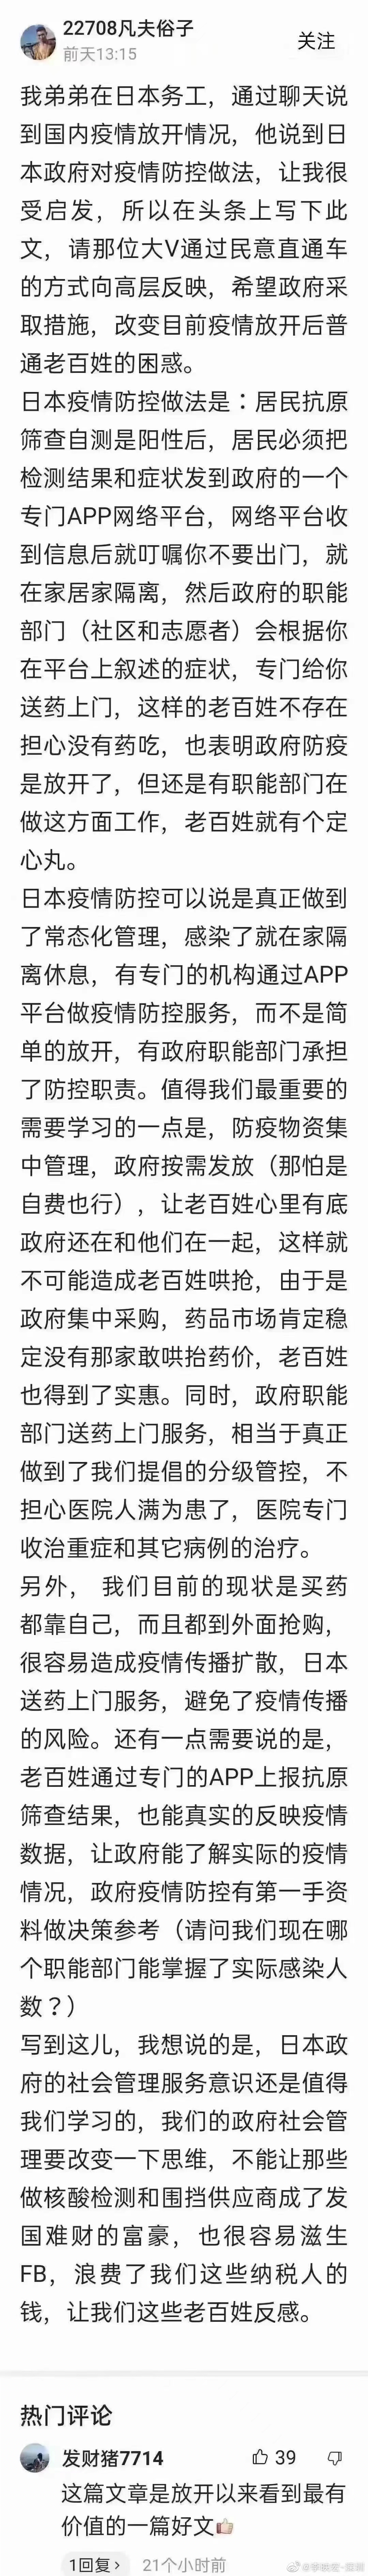 22708凡夫俗子
关注
前天13:15
我弟弟在日本务工，通过聊天说
到国内疫情放开情况，他说到日
本政府对疫情防控做法，让我很
受启发，所以在头条上写下此
文，请那位大V通过民意直通车
的方式向高层反映，希望政府采
取措施，改变目前疫情放开后普
通老百姓的困惑。
日本疫情防控做法是：居民抗原
筛查自测是阳性后，居民必须把
检测结果和症状发到政府的一个
专门APP网络平台，网络平台收
到信息后就叮嘱你不要出门，就
在家居家隔离，然后政府的职能
部门（社区和志愿者）会根据你
在平台上叙述的症状，专门给你
送药上门，这样的老百姓不存在
担心没有药吃，也表明政府防疫
是放开了，但还是有职能部门在
做这方面工作，老百姓就有个定
心丸。
日本疫情防控可以说是真正做到
了常态化管理，感染了就在家隔
离休息，有专门的机构通过APP
平台做疫情防控服务，而不是简
单的放开，有政府职能部门承担
了防控职责。值得我们最重要的
需要学习的一点是，防疫物资集
中管理，政府按需发放（那怕是
自费也行），让老百姓心里有底
政府还在和他们在一起，这样就
不可能造成老百姓哄抢，由于是
政府集中采购，药品市场肯定稳
定没有那家敢哄抬药价，老百姓
也得到了实惠。同时，政府职能
部门送药上门服务，相当于真正
做到了我们提倡的分级管控，不
担心医院人满为患了，医院专门
收治重症和其它病例的治疗。
另外， 我们目前的现状是买药
都靠自己，而且都到外面抢购，
很容易造成疫情传播扩散，日本
送药上门服务，避免了疫情传播
的风险。还有一点需要说的是，
老百姓通过专门的APP上报抗原
筛查结果，也能真实的反映疫情
数据，让政府能了解实际的疫情
情况，政府疫情防控有第一手资
料做决策参考（请问我们现在哪
个职能部门能掌握了实际感染人
数？）
写到这儿，我想说的是，日本政
府的社会管理服务意识还是值得
我们学习的，我们的政府社会管
理要改变一下思维，不能让那些
做核酸检测和围挡供应商成了发
国难财的富豪，也很容易滋生
FB，浪费了我们这些纳税人的
钱，让我们这些老百姓反感。
热门评论
发财猪7714
39
这篇文章是放开以来看到最有
价值的一篇好文👍
1回复›
21个小时前